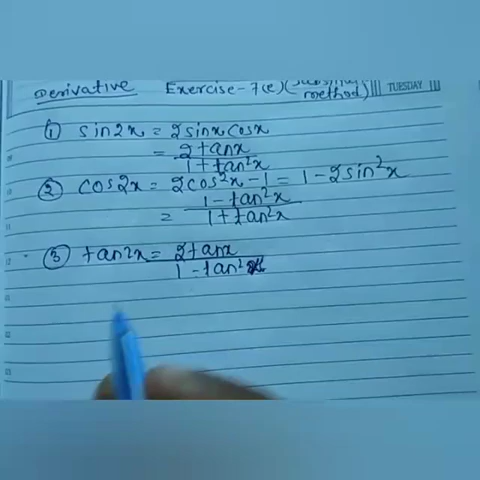 Derivative Exercise-7(e) (
method) TUESDAY
① sin2x = 2sinx cosx
= 2tanx / 1+tan²x
② cos2x = 2cos²x - 1 = 1 - 2sin²x
= 1 - tan²x / 1 + tan²x
③ tan2x = 2tanx / 1 - tan²x